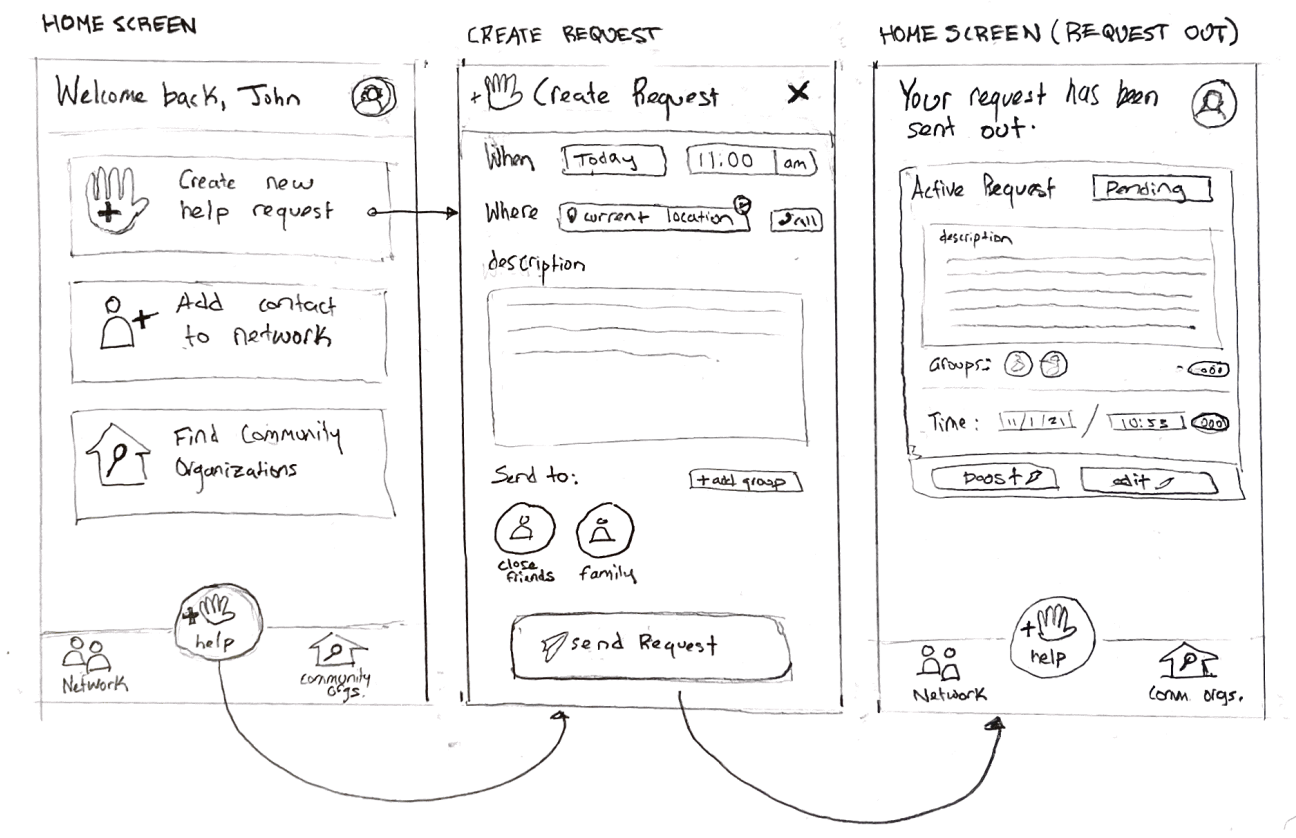 HOME SCREEN
Welcome back, John
Create new
help request
Add contact
to network
Find Community
Organizations
+ help
Network
Community
orgs.
CREATE REQUEST
+ Create Request X
When Today 11:00 am
Where current location call
description
Send to: + add group
close
friends
family
Send Request
HOME SCREEN (REQUEST OUT)
Your request has been
sent out.
Active Request Pending
description
Groups:
Time: 11/1/21 / 10:53
boost edit
+ help
Network
Comm. orgs.